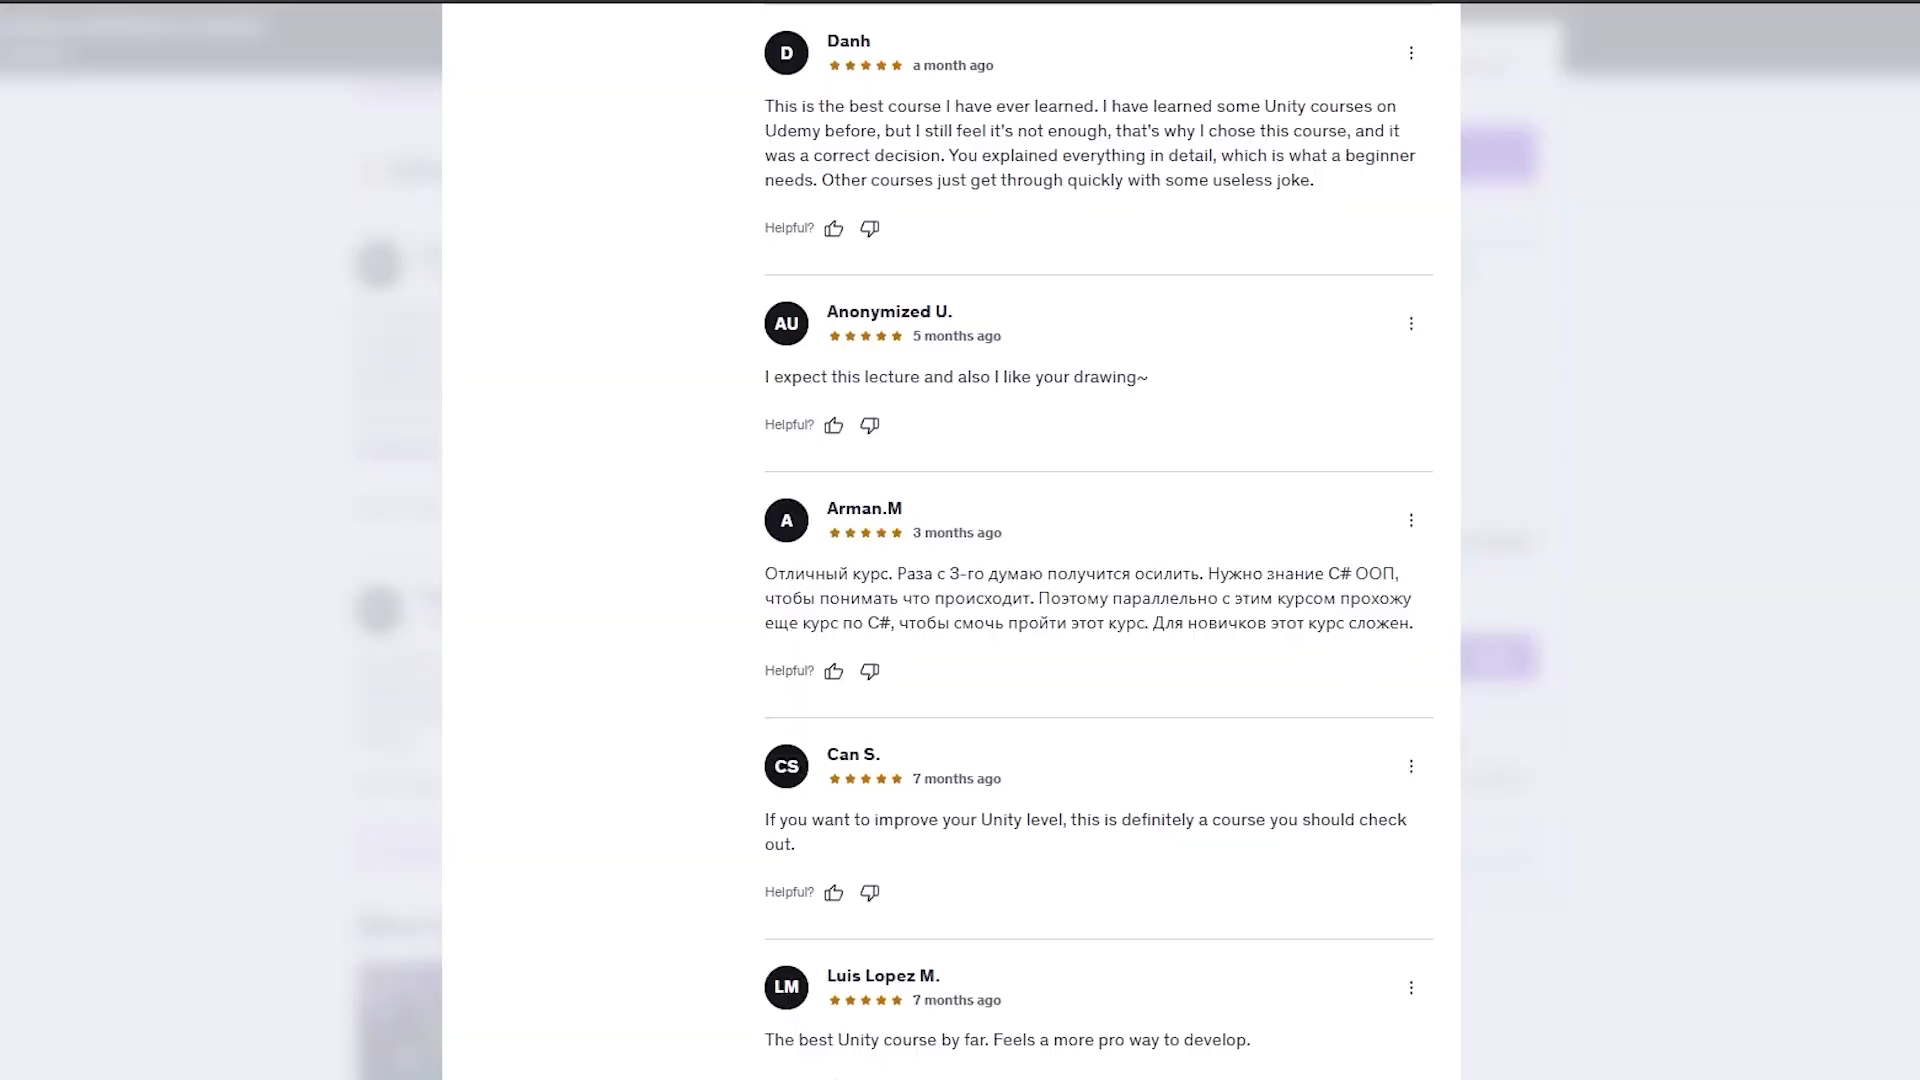 D
Danh
a month ago
This is the best course I have ever learned. I have learned some Unity courses on
Udemy before, but I still feel it's not enough, that's why I chose this course, and it
was a correct decision. You explained everything in detail, which is what a beginner
needs. Other courses just get through quickly with some useless joke.
Helpful?
AU
Anonymized U.
5 months ago
I expect this lecture and also I like your drawing~
Helpful?
A
Arman.M
3 months ago
Отличный курс. Раза с 3-го думаю получится осилить. Нужно знание C# ООП,
чтобы понимать что происходит. Поэтому параллельно с этим курсом прохожу
еще курс по C#, чтобы смочь пройти этот курс. Для новичков этот курс сложен.
Helpful?
CS
Can S.
7 months ago
If you want to improve your Unity level, this is definitely a course you should check
out.
Helpful?
LM
Luis Lopez M.
7 months ago
The best Unity course by far. Feels a more pro way to develop.